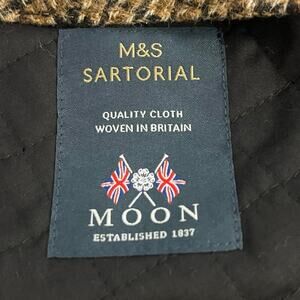 M&S
SARTORIAL
QUALITY CLOTH
WOVEN IN BRITAIN
MOON
ESTABLISHED 1837